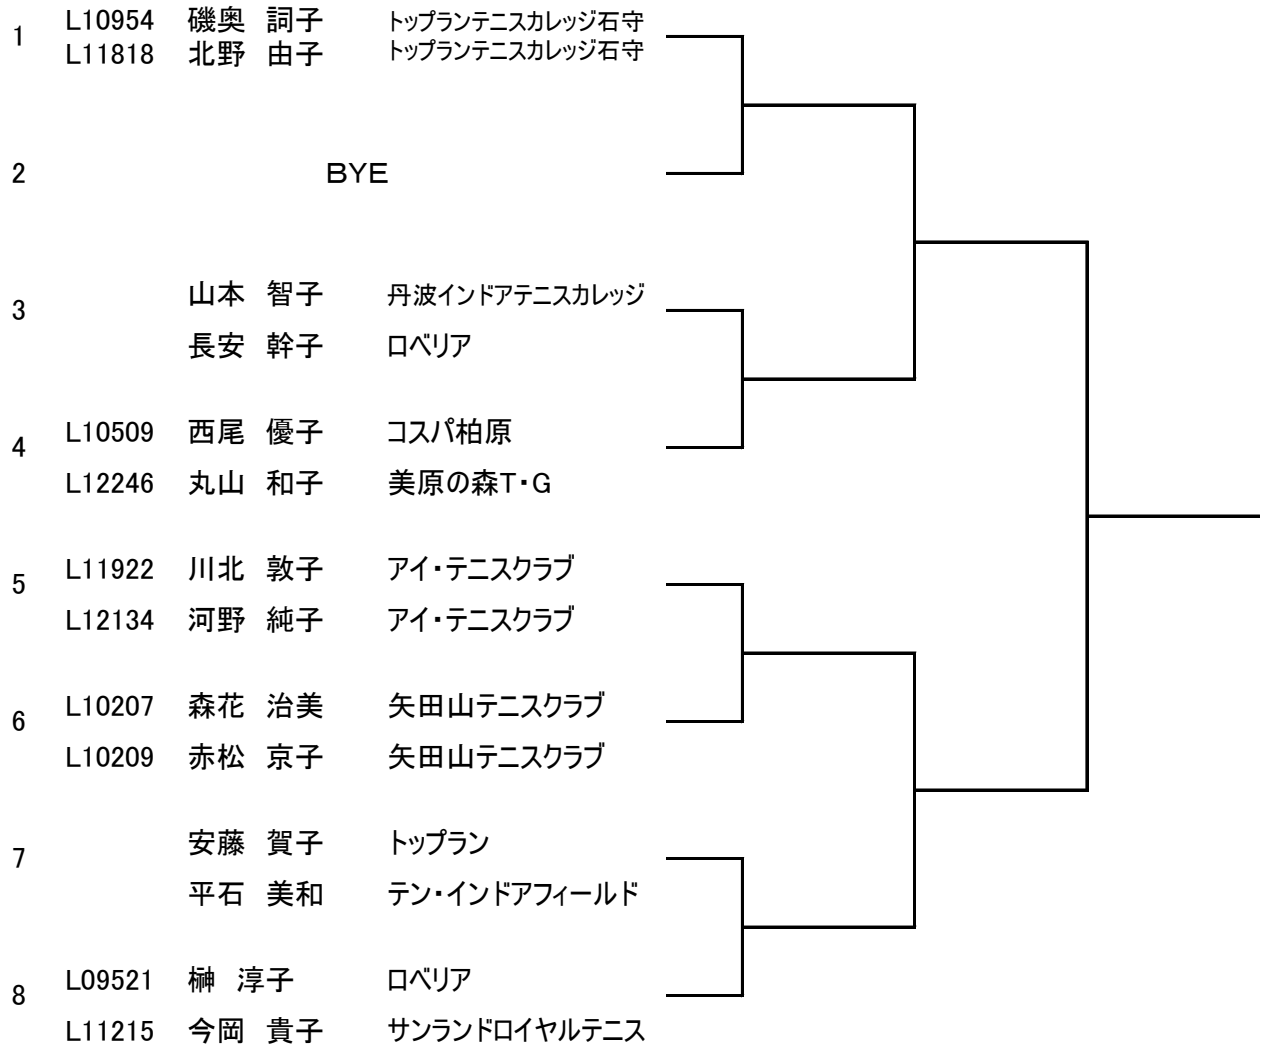 1 L10954 磯奥 詞子 トップランテニスカレッジ石守
L11818 北野 由子 トップランテニスカレッジ石守
2 BYE
3 山本 智子 丹波インドアテニスカレッジ
長安 幹子 ロベリア
4 L10509 西尾 優子 コスパ柏原
L12246 丸山 和子 美原の森T・G
5 L11922 川北 敦子 アイ・テニスクラブ
L12134 河野 純子 アイ・テニスクラブ
6 L10207 森花 治美 矢田山テニスクラブ
L10209 赤松 京子 矢田山テニスクラブ
7 安藤 賀子 トップラン
平石 美和 テン・インドアフィールド
8 L09521 榊 淳子 ロベリア
L11215 今岡 貴子 サンランドロイヤルテニス